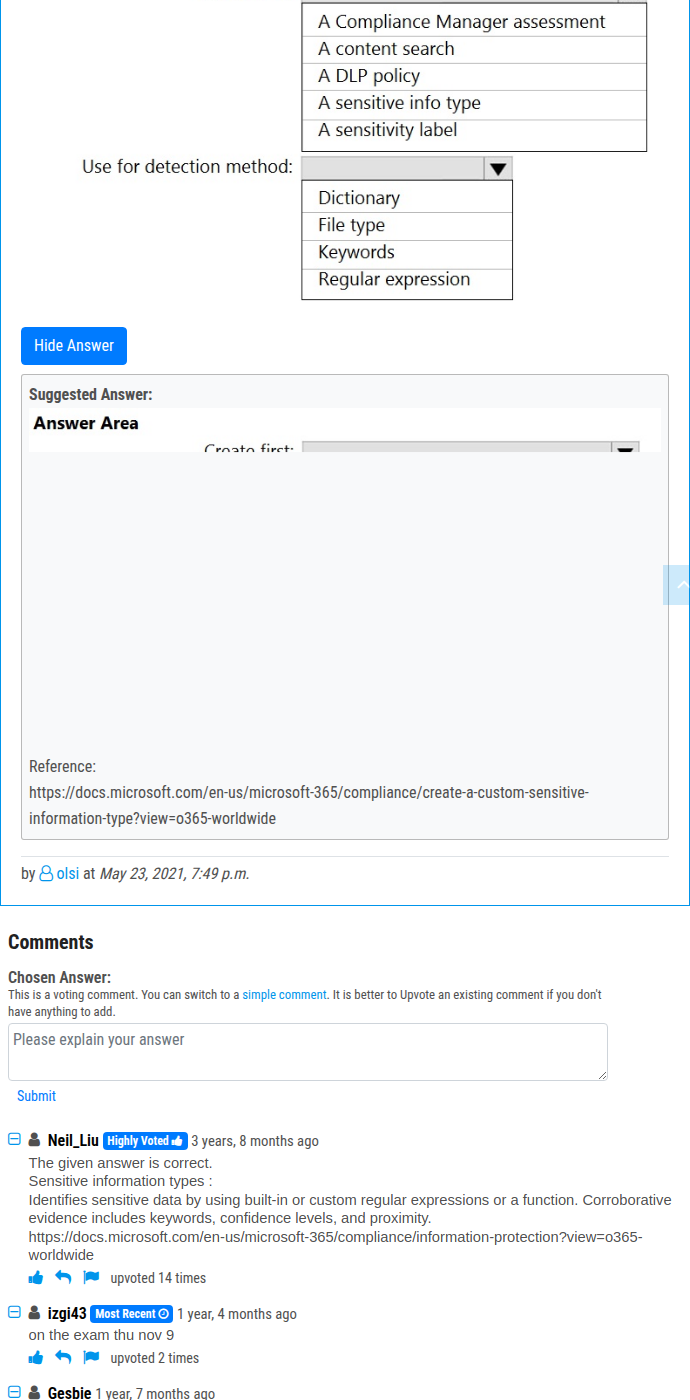 A Compliance Manager assessment
A content search
A DLP policy
A sensitive info type
A sensitivity label
Use for detection method:
Dictionary
File type
Keywords
Regular expression
Hide Answer
Suggested Answer:
Answer Area
Create first:
Reference:
https://docs.microsoft.com/en-us/microsoft-365/compliance/create-a-custom-sensitive-
information-type?view=o365-worldwide
by olsi at May 23, 2021, 7:49 p.m.
Comments
Chosen Answer:
This is a voting comment. You can switch to a simple comment. It is better to Upvote an existing comment if you don't
have anything to add.
Please explain your answer
Submit
Neil_Liu Highly Voted 3 years, 8 months ago
The given answer is correct.
Sensitive information types :
Identifies sensitive data by using built-in or custom regular expressions or a function. Corroborative
evidence includes keywords, confidence levels, and proximity.
https://docs.microsoft.com/en-us/microsoft-365/compliance/information-protection?view=o365-
worldwide
upvoted 14 times
izgi43 Most Recent 1 year, 4 months ago
on the exam thu nov 9
upvoted 2 times
Gesbie 1 year, 7 months ago